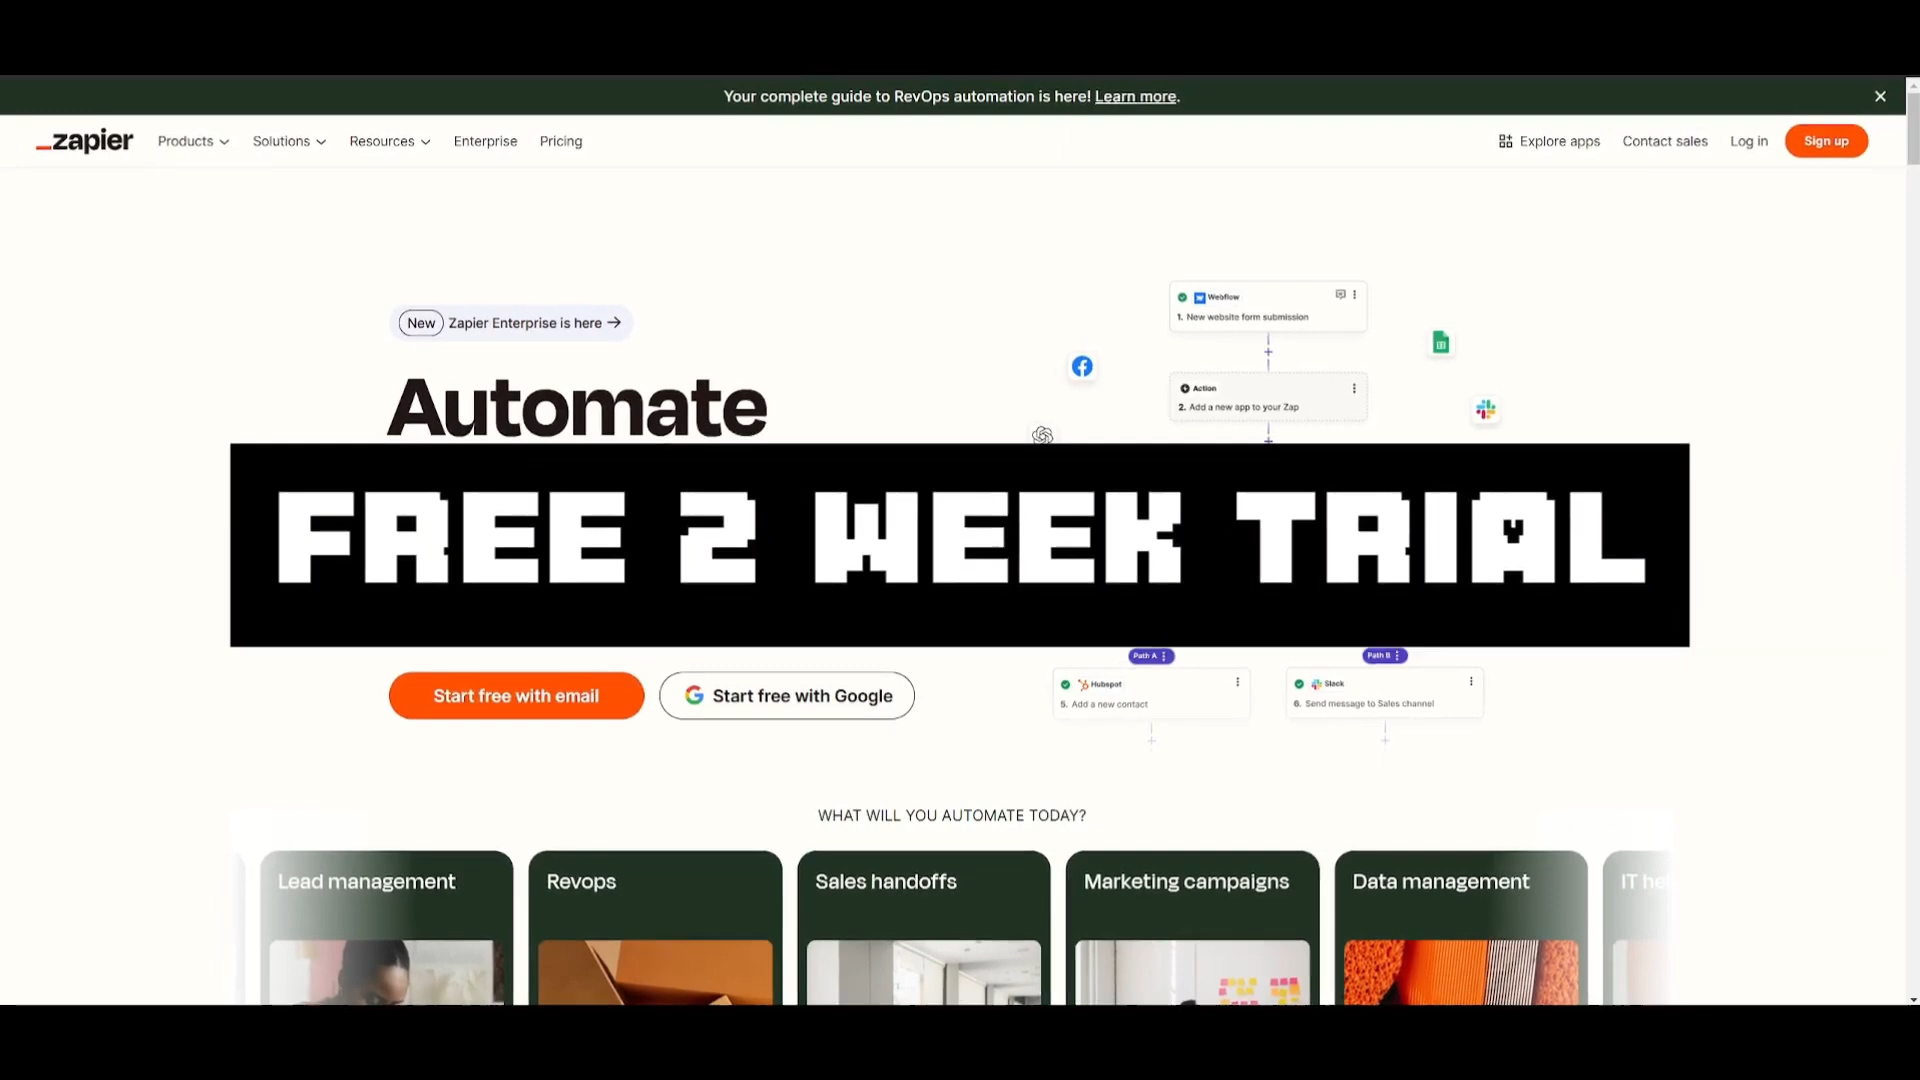 Your complete guide to RevOps automation is here! Learn more.
_zapier Products Solutions Resources Enterprise Pricing Explore apps Contact sales Log in Sign up
Webflow
1. New website form submission
New Zapier Enterprise is here →
Automate
Action
2. Add a new app to your Zap
FREE 2 WEEK TRIAL
Path A Path B
Hubspot
5. Add a new contact
Slack
6. Send message to Sales channel
Start free with email Start free with Google
WHAT WILL YOU AUTOMATE TODAY?
Lead management Revops Sales handoffs Marketing campaigns Data management IT